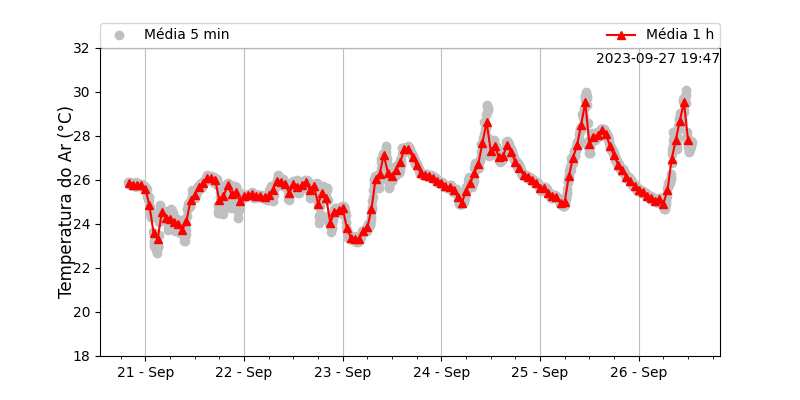 Média 5 min
Média 1 h
2023-09-27 19:47
Temperatura do Ar (°C)
32
30
28
26
24
22
20
18
21 - Sep
22 - Sep
23 - Sep
24 - Sep
25 - Sep
26 - Sep